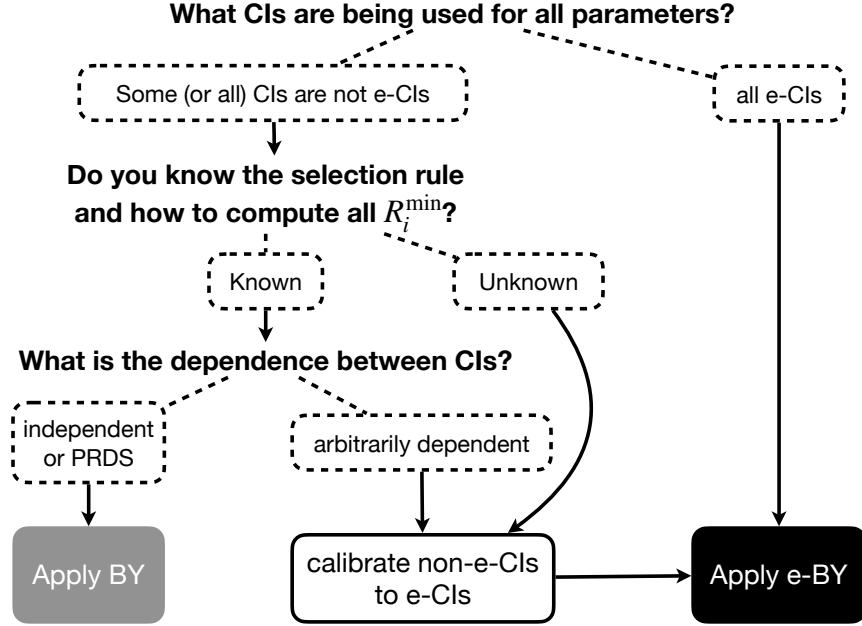 What CIs are being used for all parameters?
Some (or all) CIs are not e-CIs
all e-CIs
Do you know the selection rule
and how to compute all $R_i^{\min}$?
Known
Unknown
What is the dependence between CIs?
independent
or PRDS
arbitrarily dependent
Apply BY
calibrate non-e-CIs
to e-CIs
Apply e-BY